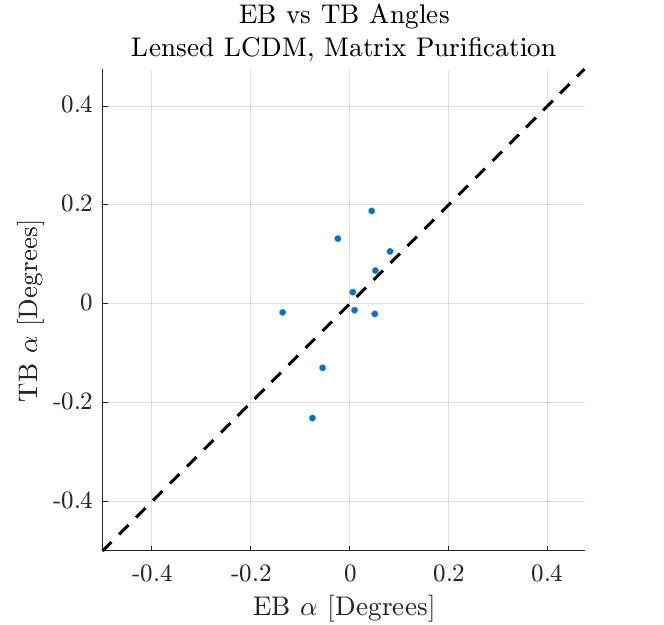 EB vs TB Angles
Lensed LCDM, Matrix Purification
0.4
0.2
0
-0.2
-0.4
TB α [Degrees]
-0.4 -0.2 0 0.2 0.4
EB α [Degrees]